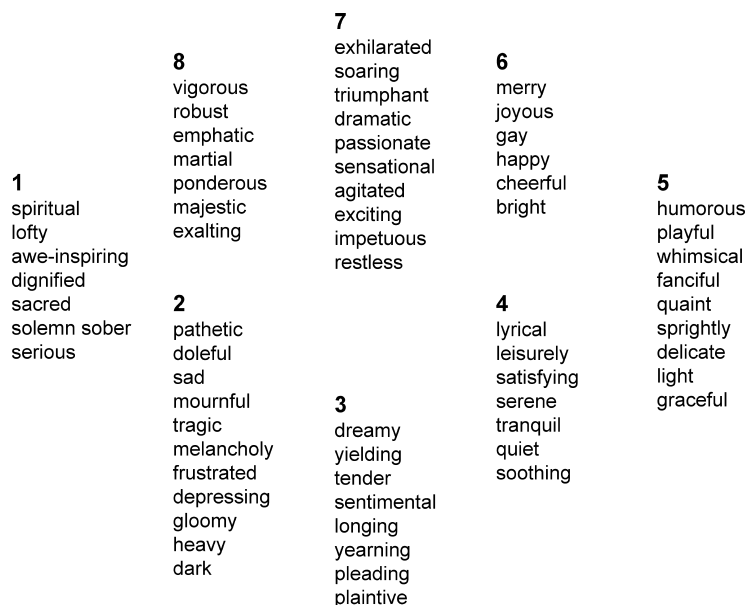 1
spiritual
lofty
awe-inspiring
dignified
sacred
solemn sober
serious
2
pathetic
doleful
sad
mournful
tragic
melancholy
frustrated
depressing
gloomy
heavy
dark
3
dreamy
yielding
tender
sentimental
longing
yearning
pleading
plaintive
4
lyrical
leisurely
satisfying
serene
tranquil
quiet
soothing
5
humorous
playful
whimsical
fanciful
quaint
sprightly
delicate
light
graceful
6
merry
joyous
gay
happy
cheerful
bright
7
exhilarated
soaring
triumphant
dramatic
passionate
sensational
agitated
exciting
impetuous
restless
8
vigorous
robust
emphatic
martial
ponderous
majestic
exalting